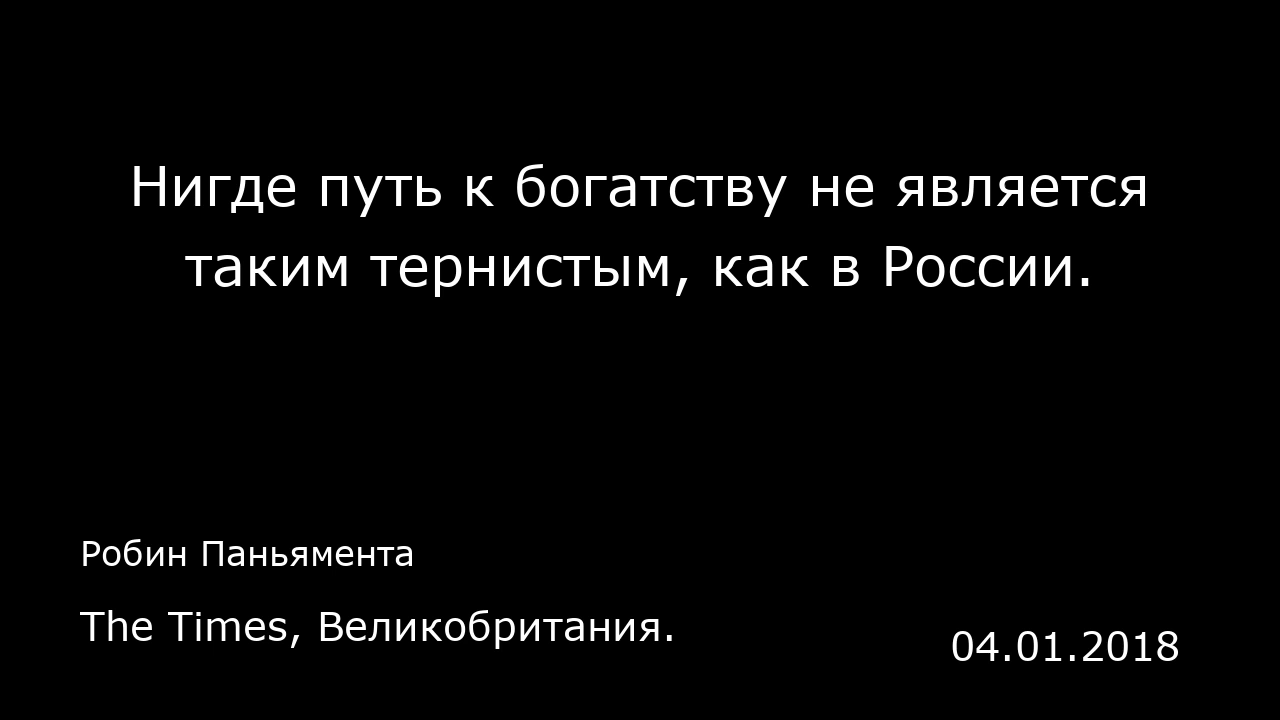 Нигде путь к богатству не является
таким тернистым, как в России.
Робин Паньямента
The Times, Великобритания.
04.01.2018